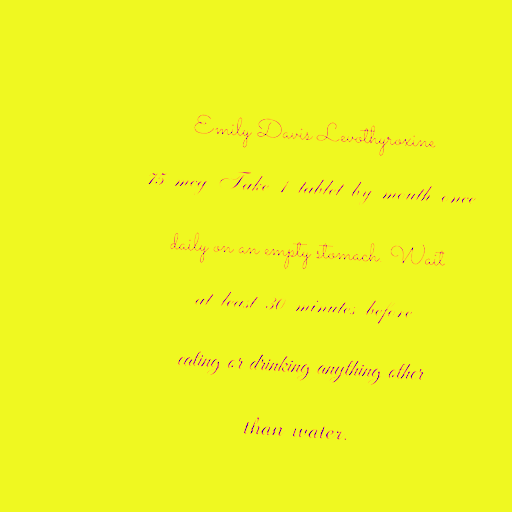 Emily Davis Levothyroxine
75 mcg Take 1 tablet by mouth once
daily on an empty stomach. Wait
at least 30 minutes before
eating or drinking anything other
than water.